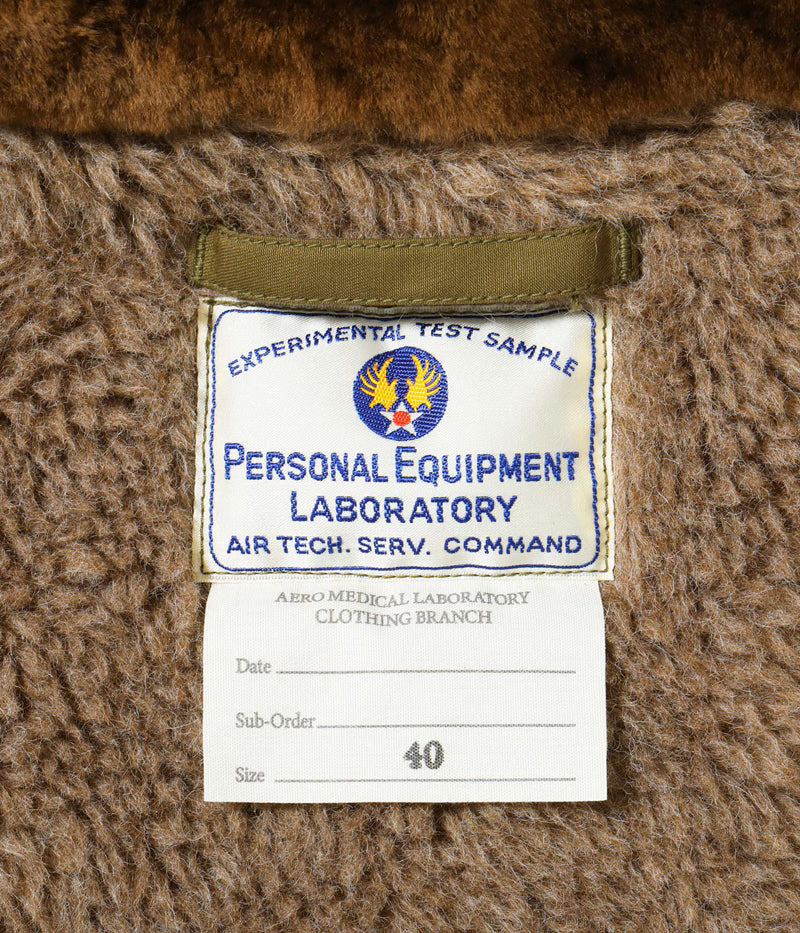 EXPERIMENTAL TEST SAMPLE
PERSONAL EQUIPMENT
LABORATORY
AIR TECH. SERV. COMMAND
AERO MEDICAL LABORATORY
CLOTHING BRANCH
Date
Sub-Order
Size 40